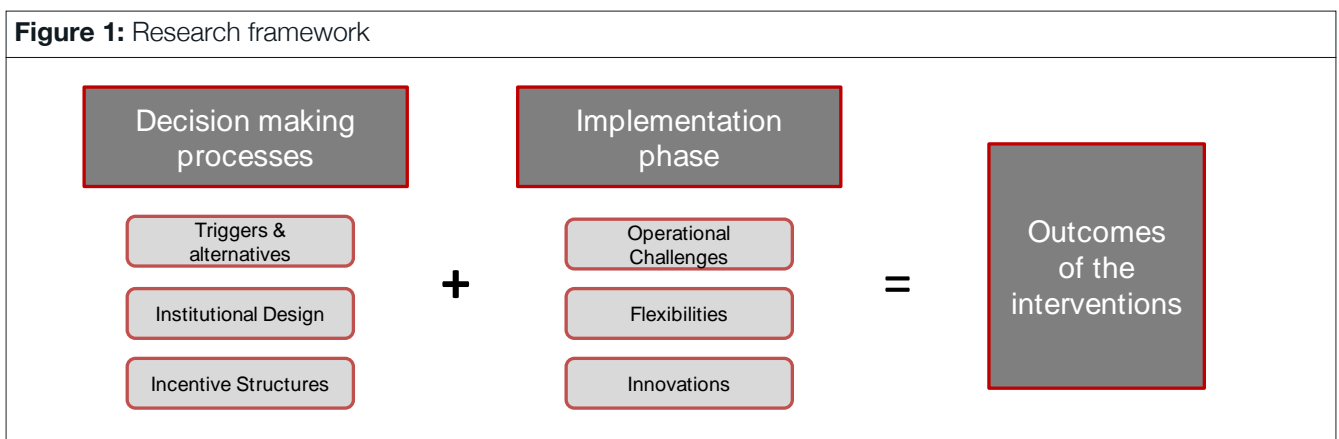 Figure 1: Research framework
Decision making
processes
Triggers &
alternatives
Institutional Design
Incentive Structures
+
Implementation
phase
Operational
Challenges
Flexibilities
Innovations
=
Outcomes
of the
interventions